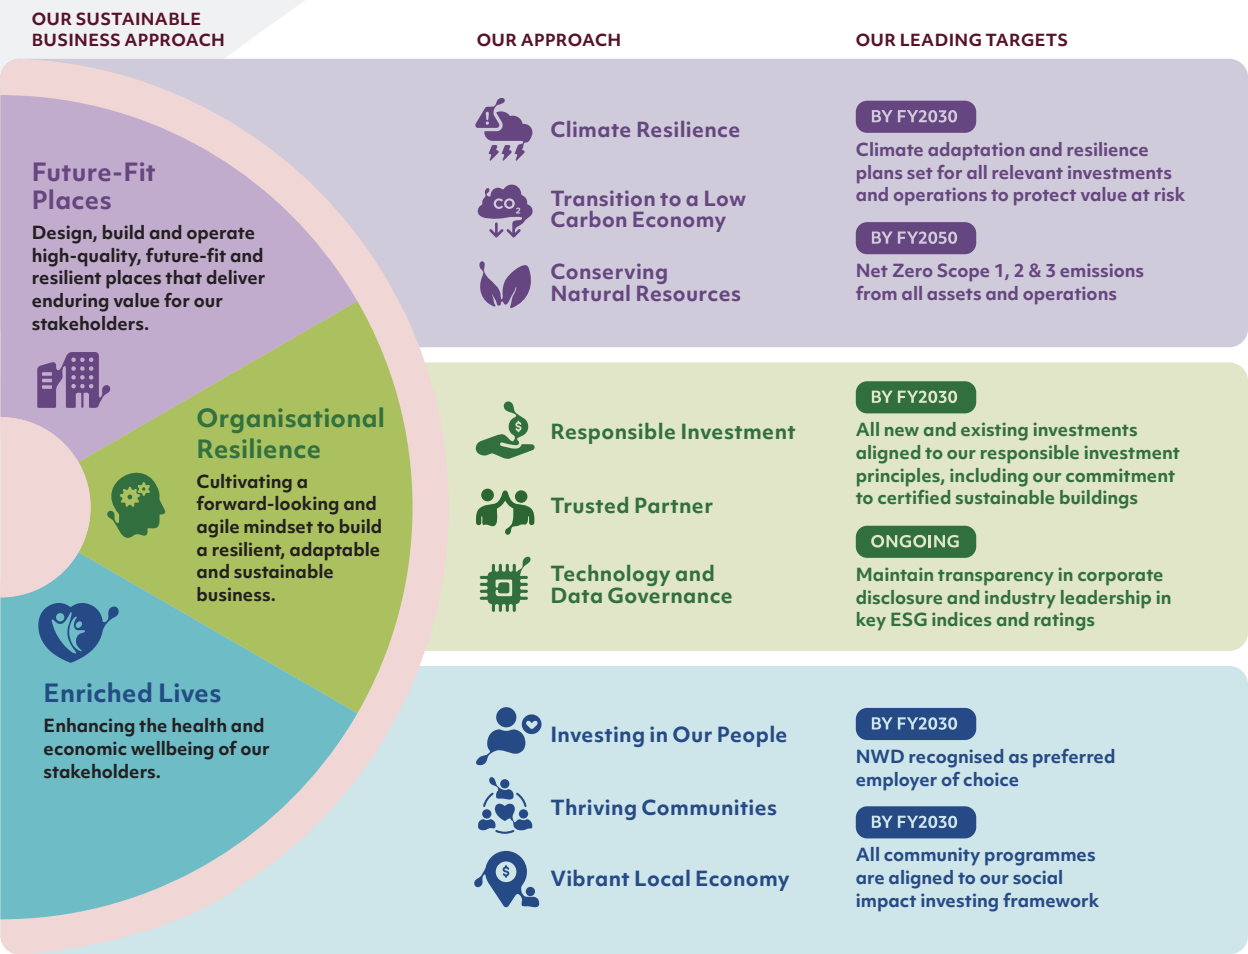 OUR SUSTAINABLE
BUSINESS APPROACH
OUR APPROACH
OUR LEADING TARGETS
Future-Fit
Places
Design, build and operate
high-quality, future-fit and
resilient places that deliver
enduring value for our
stakeholders.
Climate Resilience
CO2
Transition to a Low
Carbon Economy
Conserving
Natural Resources
BY FY2030
Climate adaptation and resilience
plans set for all relevant investments
and operations to protect value at risk
BY FY2050
Net Zero Scope 1, 2 & 3 emissions
from all assets and operations
Organisational
Resilience
Cultivating a
forward-looking and
agile mindset to build
a resilient, adaptable
and sustainable
business.
$
Responsible Investment
Trusted Partner
Technology and
Data Governance
BY FY2030
All new and existing investments
aligned to our responsible investment
principles, including our commitment
to certified sustainable buildings
ONGOING
Maintain transparency in corporate
disclosure and industry leadership in
key ESG indices and ratings
Enriched Lives
Enhancing the health and
economic wellbeing of our
stakeholders.
Investing in Our People
Thriving Communities
$
Vibrant Local Economy
BY FY2030
NWD recognised as preferred
employer of choice
BY FY2030
All community programmes
are aligned to our social
impact investing framework